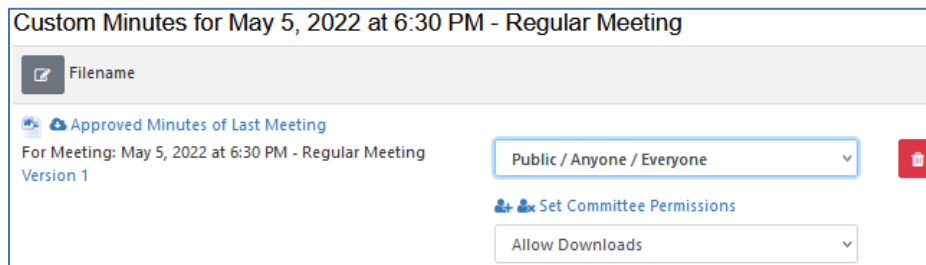 Custom Minutes for May 5, 2022 at 6:30 PM - Regular Meeting
Filename
Approved Minutes of Last Meeting
For Meeting: May 5, 2022 at 6:30 PM - Regular Meeting
Public / Anyone / Everyone
Version 1
Set Committee Permissions
Allow Downloads